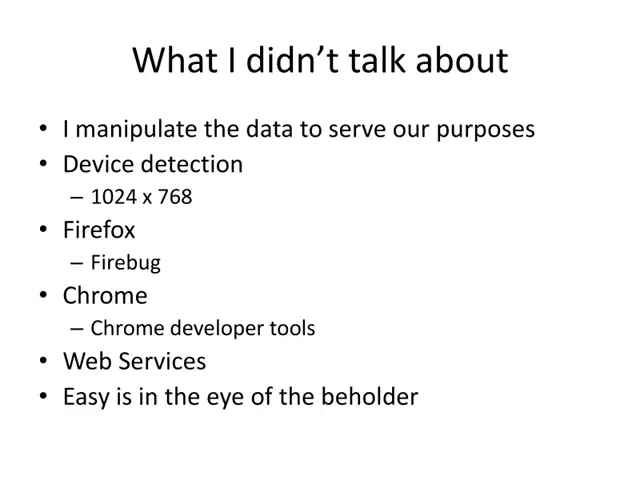 What I didn’t talk about
• I manipulate the data to serve our purposes
• Device detection
– 1024 x 768
• Firefox
– Firebug
• Chrome
– Chrome developer tools
• Web Services
• Easy is in the eye of the beholder